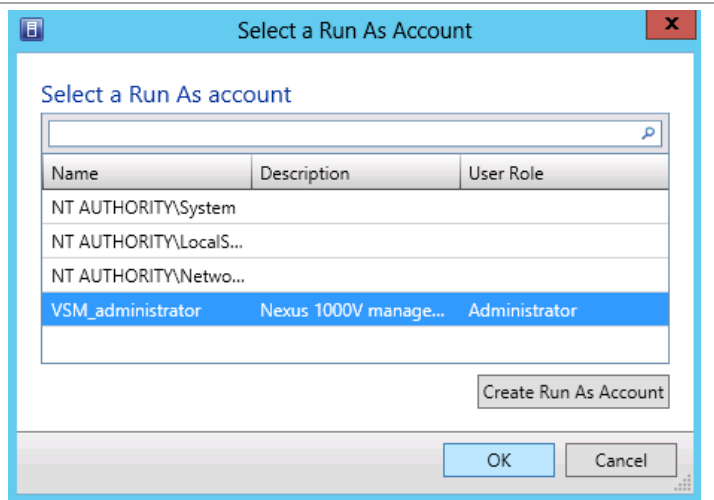 Select a Run As Account
x
Select a Run As account
Name Description User Role
NT AUTHORITY\System
NT AUTHORITY\LocalS...
NT AUTHORITY\Netwo...
VSM_administrator Nexus 1000V manage... Administrator
Create Run As Account
OK Cancel